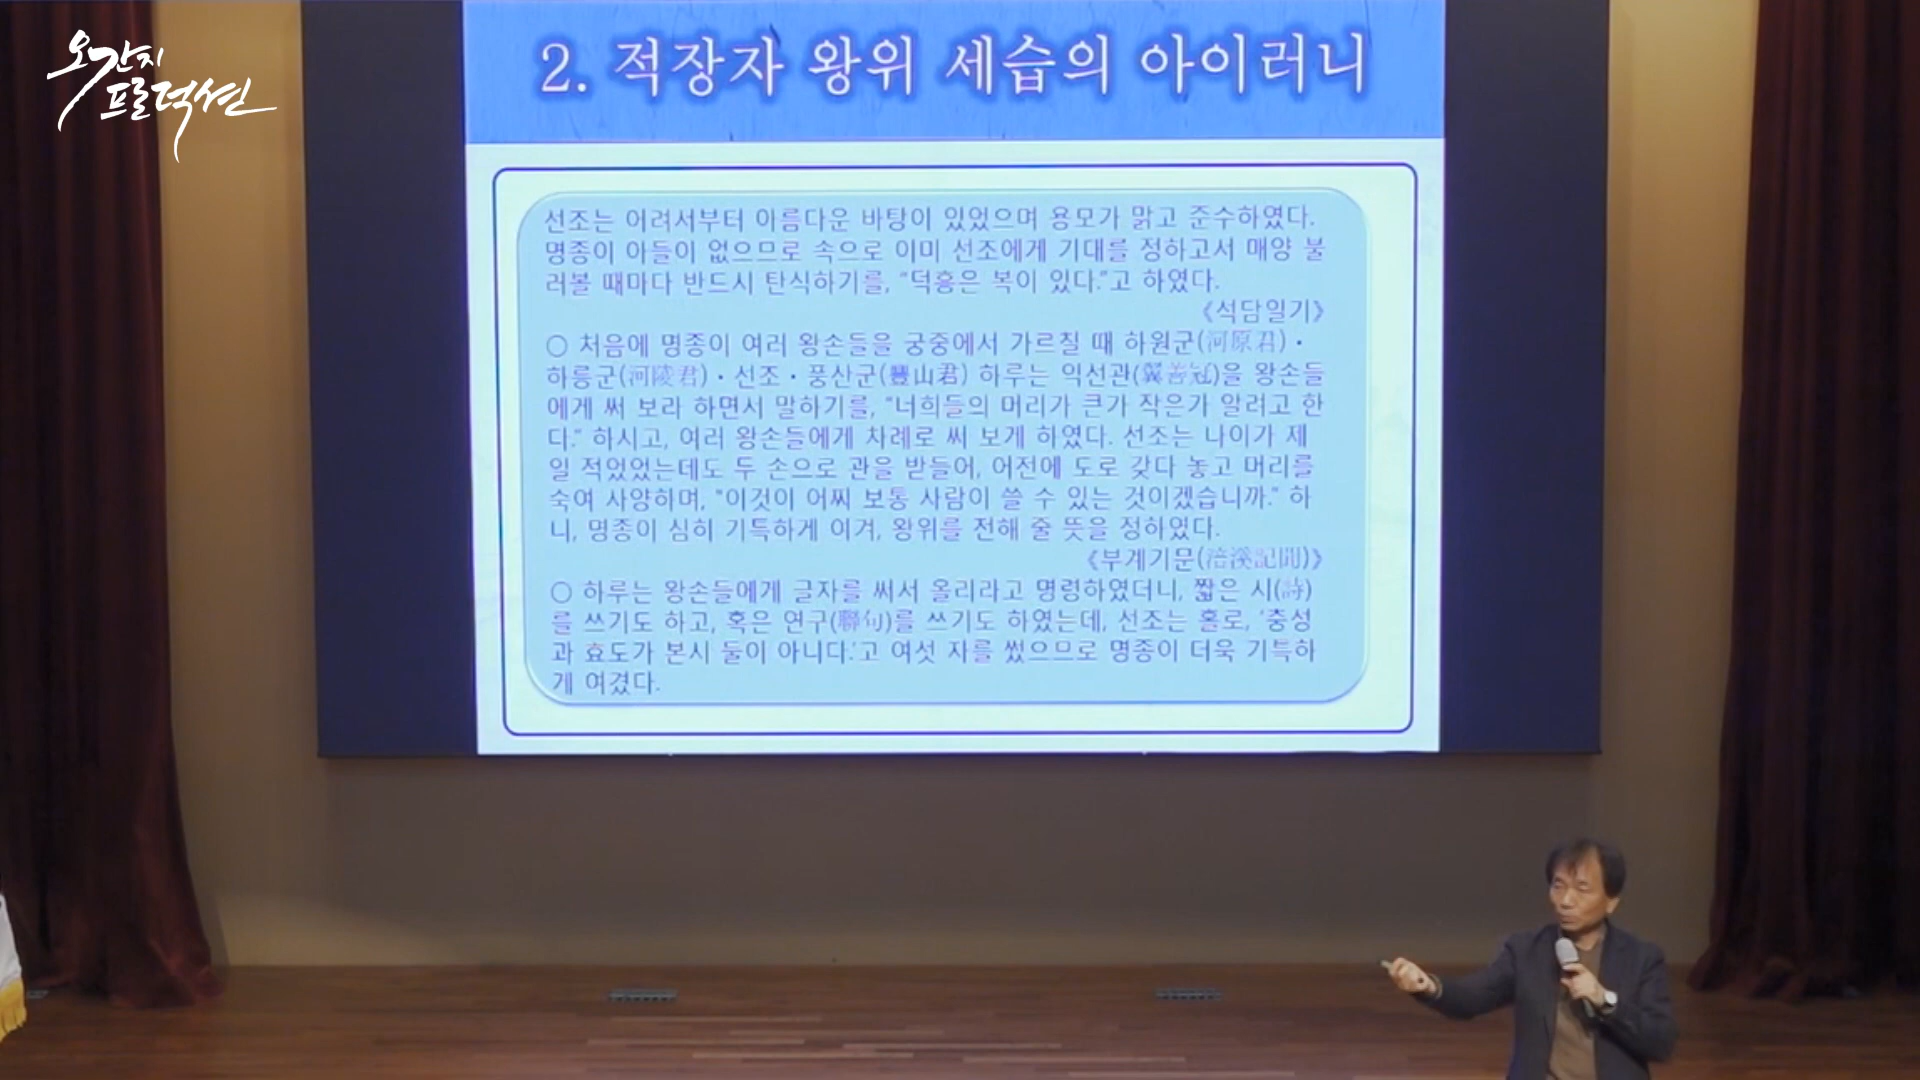 오간지
프로덕션
2. 적장자 왕위 세습의 아이러니
선조는 어려서부터 아름다운 바탕이 있었으며 용모가 맑고 준수하였다.
명종이 아들이 없으므로 속으로 이미 선조에게 기대를 정하고서 매양 불
러볼 때마다 반드시 탄식하기를, “덕흥은 복이 있다.”고 하였다.
《석담일기》
○ 처음에 명종이 여러 왕손들을 궁중에서 가르칠 때 하원군(河原君)·
하릉군(河陵君)·선조·풍산군(豐山君) 하루는 익선관(翼善冠)을 왕손들
에게 써 보라 하면서 말하기를, “너희들의 머리가 큰가 작은가 알려고 한
다.” 하시고, 여러 왕손들에게 차례로 써 보게 하였다. 선조는 나이가 제
일 적었었는데도 두 손으로 관을 받들어, 어전에 도로 갖다 놓고 머리를
숙여 사양하며, “이것이 어찌 보통 사람이 쓸 수 있는 것이겠습니까.” 하
니, 명종이 심히 기특하게 여겨, 왕위를 전해 줄 뜻을 정하였다.
《부계기문(涪溪記聞)》
○ 하루는 왕손들에게 글자를 써서 올리라고 명령하였더니, 짧은 시(詩)
를 쓰기도 하고, 혹은 연구(聯句)를 쓰기도 하였는데, 선조는 홀로, ‘충성
과 효도가 본시 둘이 아니다.’고 여섯 자를 썼으므로 명종이 더욱 기특하
게 여겼다.